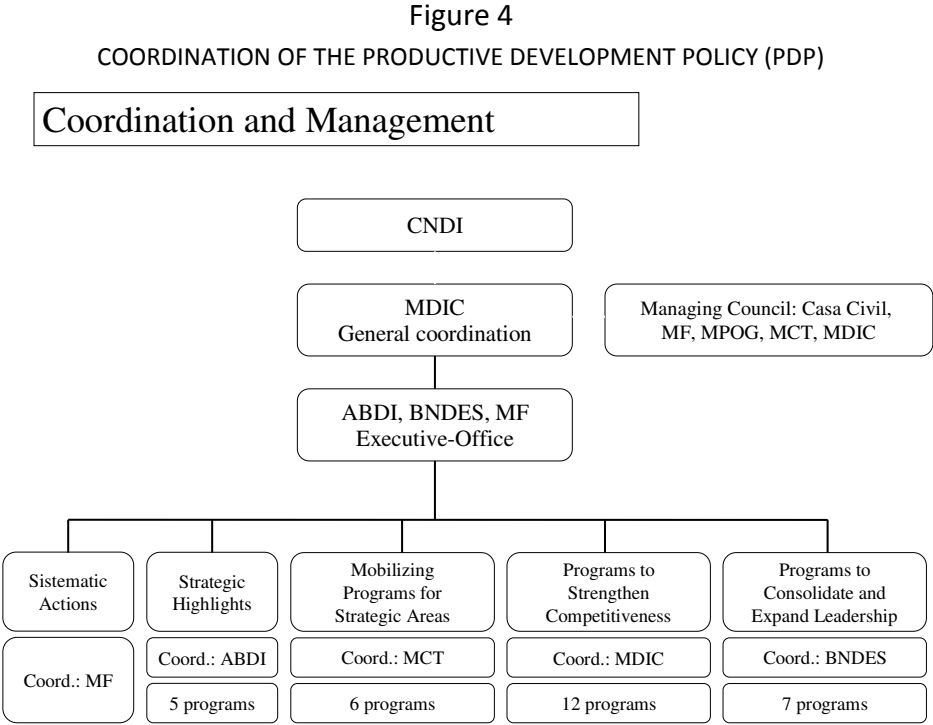 Figure 4
COORDINATION OF THE PRODUCTIVE DEVELOPMENT POLICY (PDP)
Coordination and Management
CNDI
MDIC
General coordination
Managing Council: Casa Civil,
MF, MPOG, MCT, MDIC
ABDI, BNDES, MF
Executive-Office
Sistematic
Actions
Coord.: MF
Strategic
Highlights
Coord.: ABDI
5 programs
Mobilizing
Programs for
Strategic Areas
Coord.: MCT
6 programs
Programs to
Strengthen
Competitiveness
Coord.: MDIC
12 programs
Programs to
Consolidate and
Expand Leadership
Coord.: BNDES
7 programs